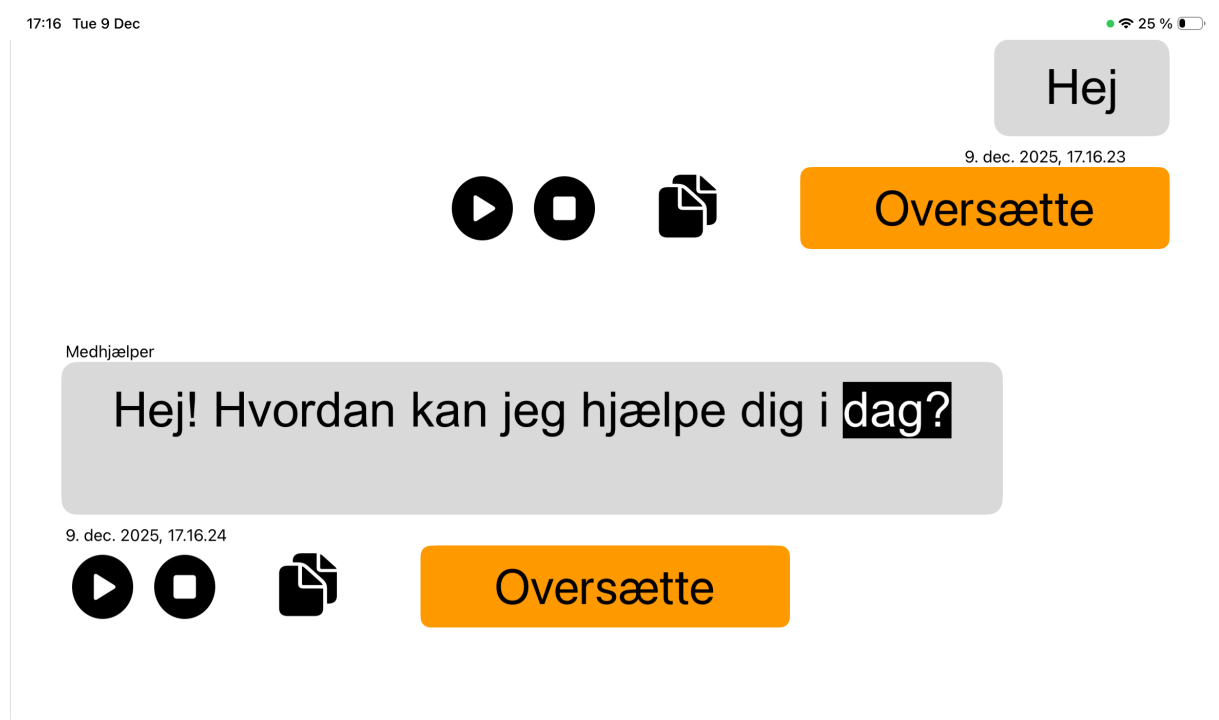 17:16 Tue 9 Dec
25 %
Hej
9. dec. 2025, 17.16.23
Oversætte
Medhjælper
Hej! Hvordan kan jeg hjælpe dig i dag?
9. dec. 2025, 17.16.24
Oversætte